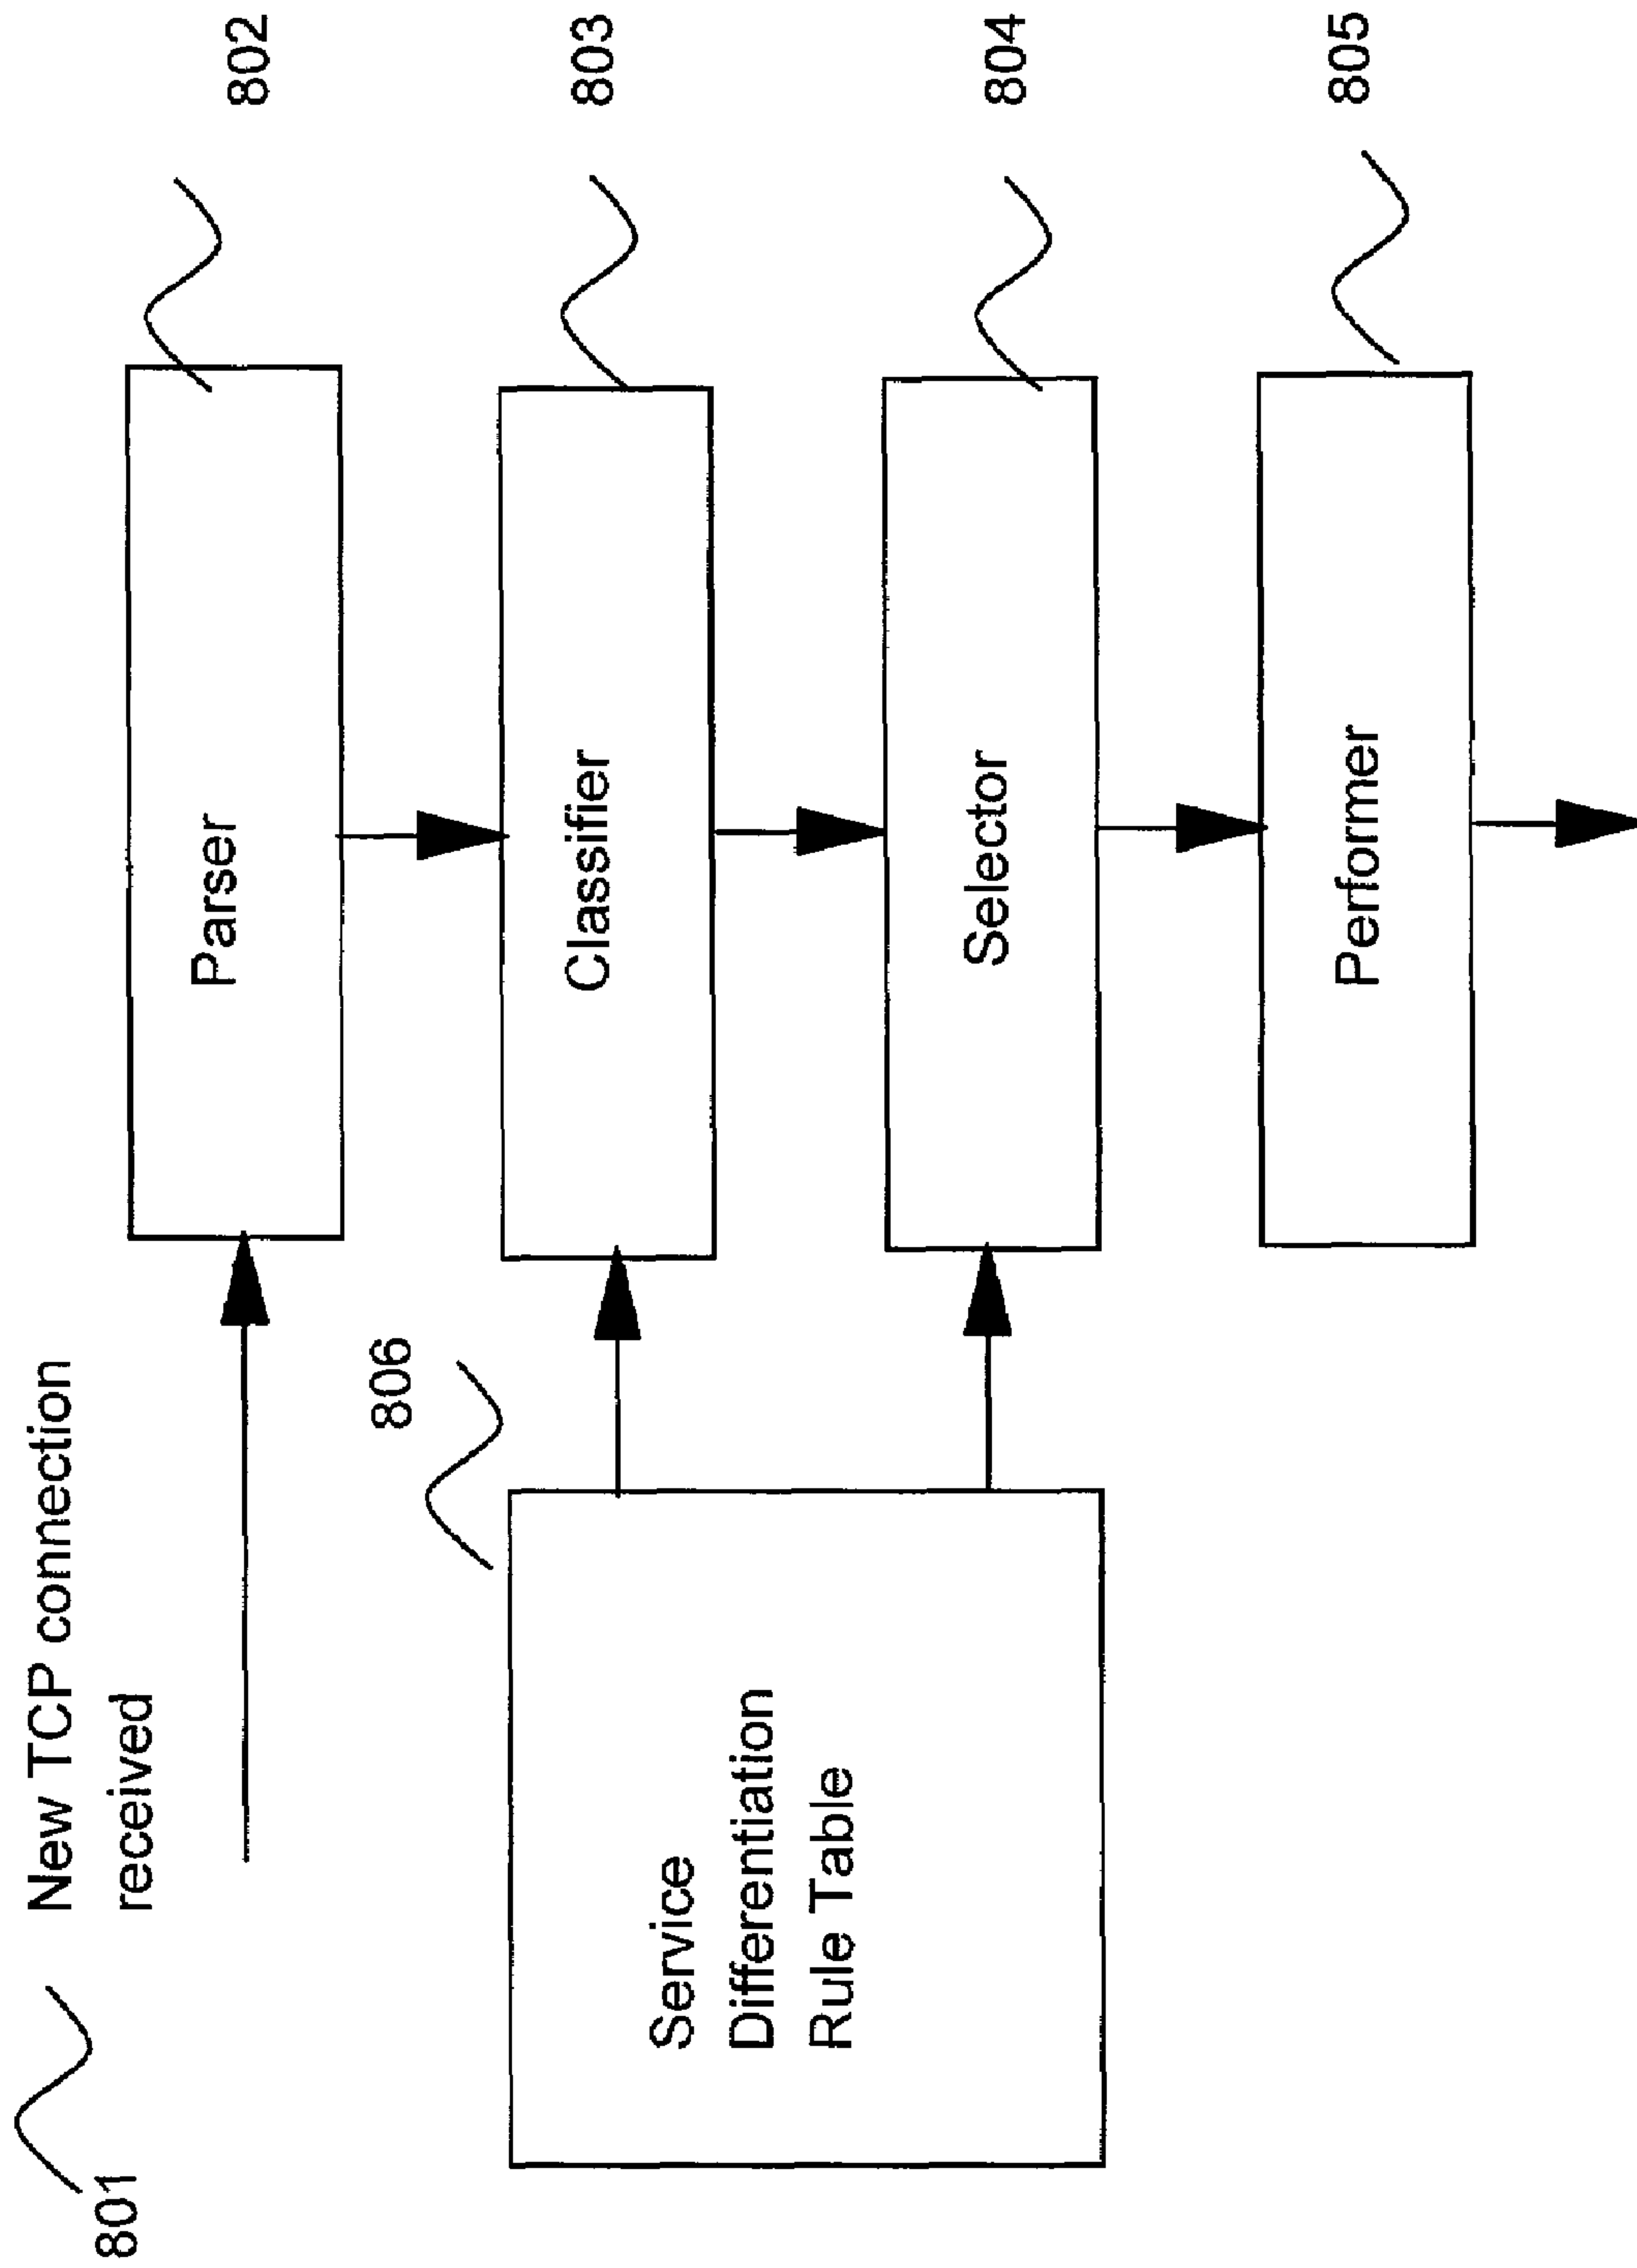 801
New TCP connection
received
Parser
802
806
Classifier
803
Service
Differentiation
Rule Table
Selector
804
Performer
805